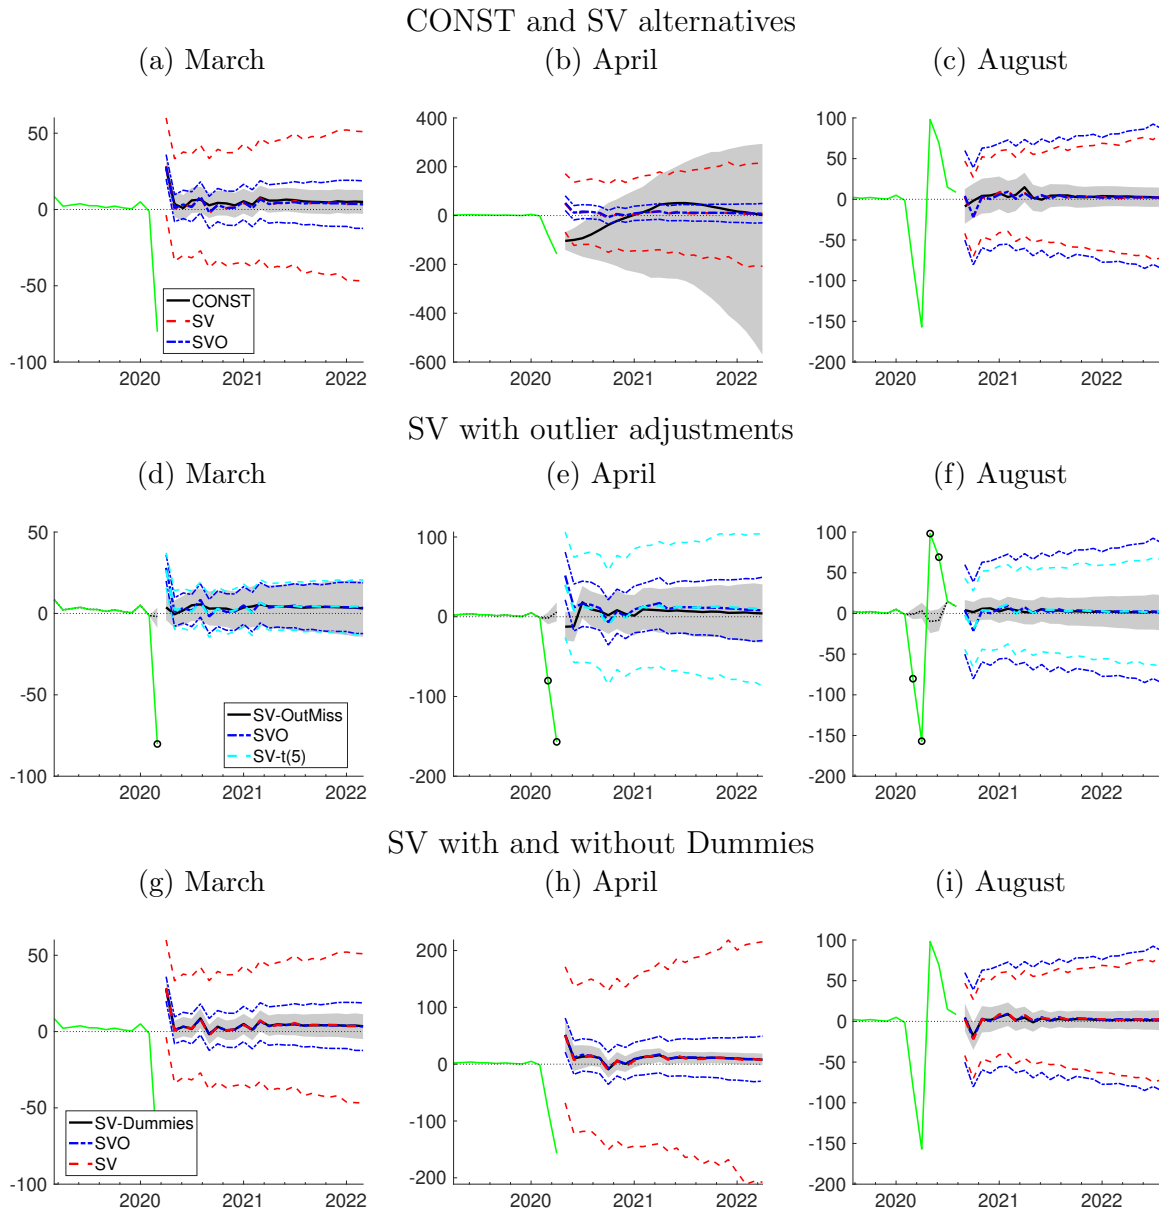 CONST and SV alternatives
(a) March (b) April (c) August
50
0
-50
-100
2020 2021 2022
CONST
SV
SVO
400
200
0
-200
-400
-600
2020 2021 2022
100
50
0
-50
-100
-150
-200
2020 2021 2022
SV with outlier adjustments
(d) March (e) April (f) August
50
0
-50
-100
2020 2021 2022
SV-OutMiss
SVO
SV-t(5)
100
0
-100
-200
2020 2021 2022
100
50
0
-50
-100
-150
-200
2020 2021 2022
SV with and without Dummies
(g) March (h) April (i) August
50
0
-50
-100
2020 2021 2022
SV-Dummies
SVO
SV
200
100
0
-100
-200
2020 2021 2022
100
50
0
-50
-100
-150
-200
2020 2021 2022